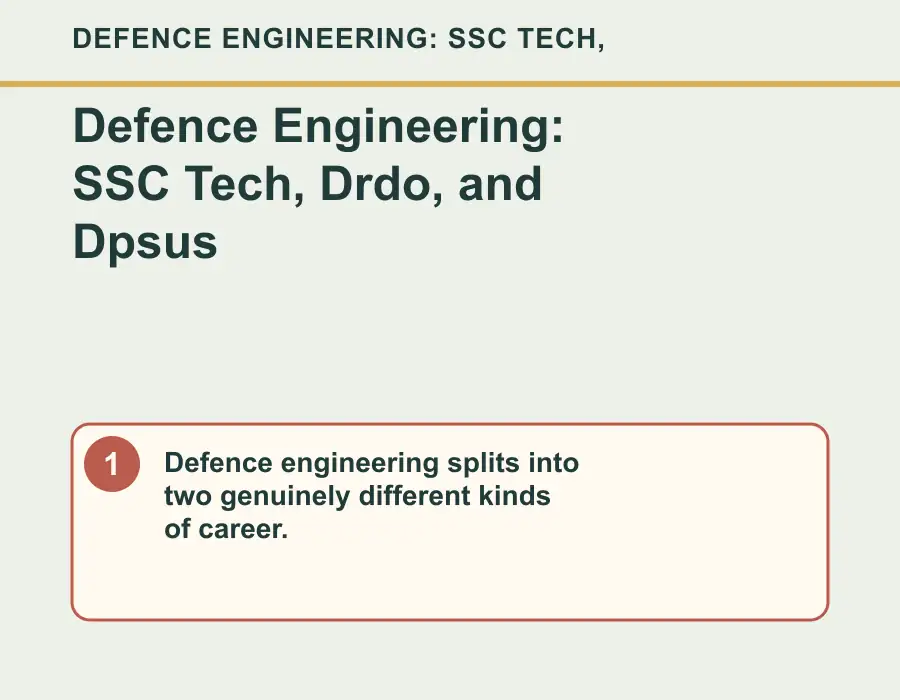 DEFENCE ENGINEERING: SSC TECH,
Defence Engineering:
SSC Tech, Drdo, and
Dpsus
1
Defence engineering splits into
two genuinely different kinds
of career.